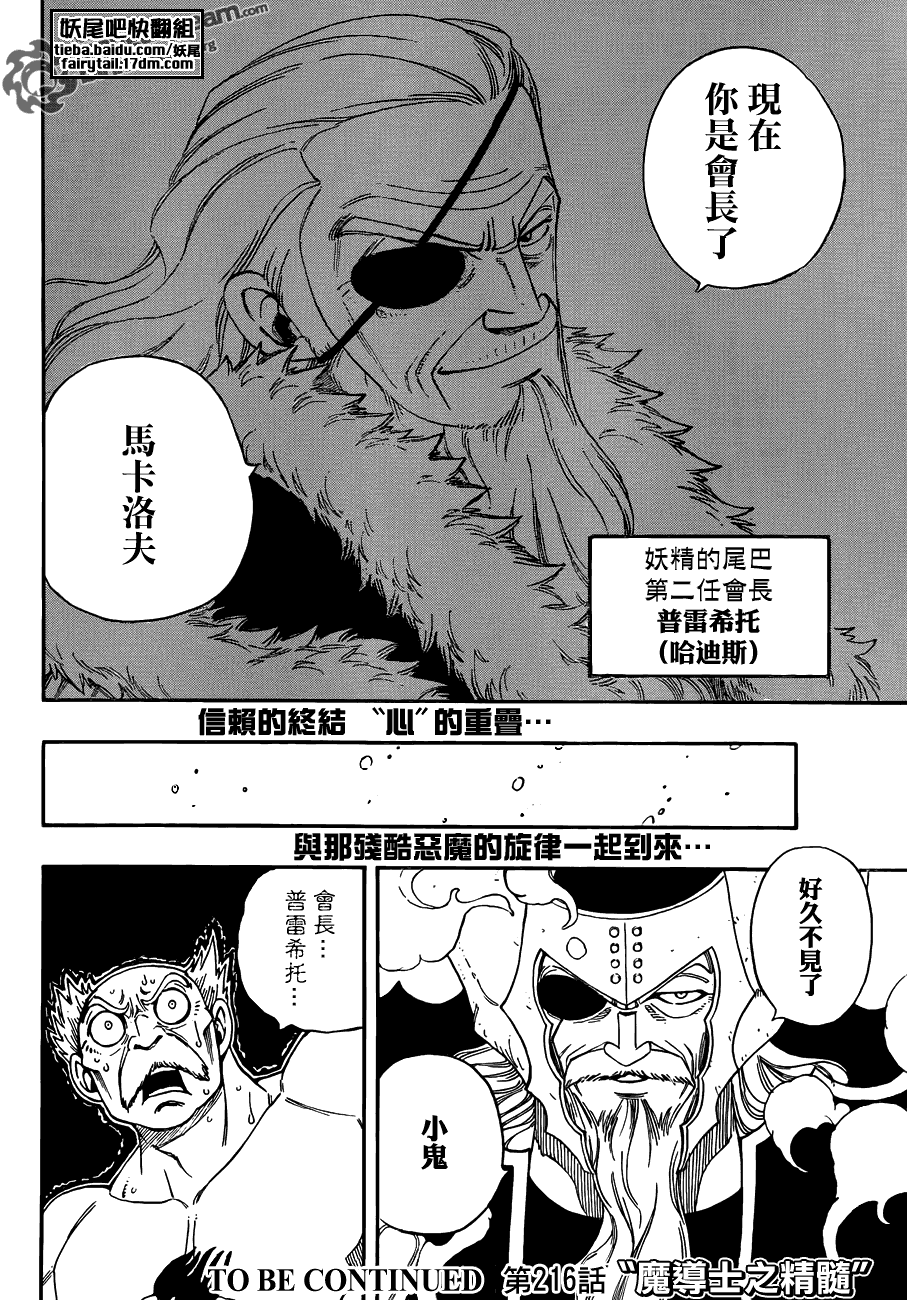 妖尾吧快翻組
tieba.baidu.com/妖尾
fairytail.17dm.com
現在
你是會長了
馬卡洛夫
妖精的尾巴
第二任會長
普雷希托
(哈迪斯)
信賴的終結 〝心〞的重疊…
與那殘酷惡魔的旋律一起到來…
好久不見了
小鬼
會長…
普雷希托…
TO BE CONTINUED 第216話〝魔導士之精髓〞